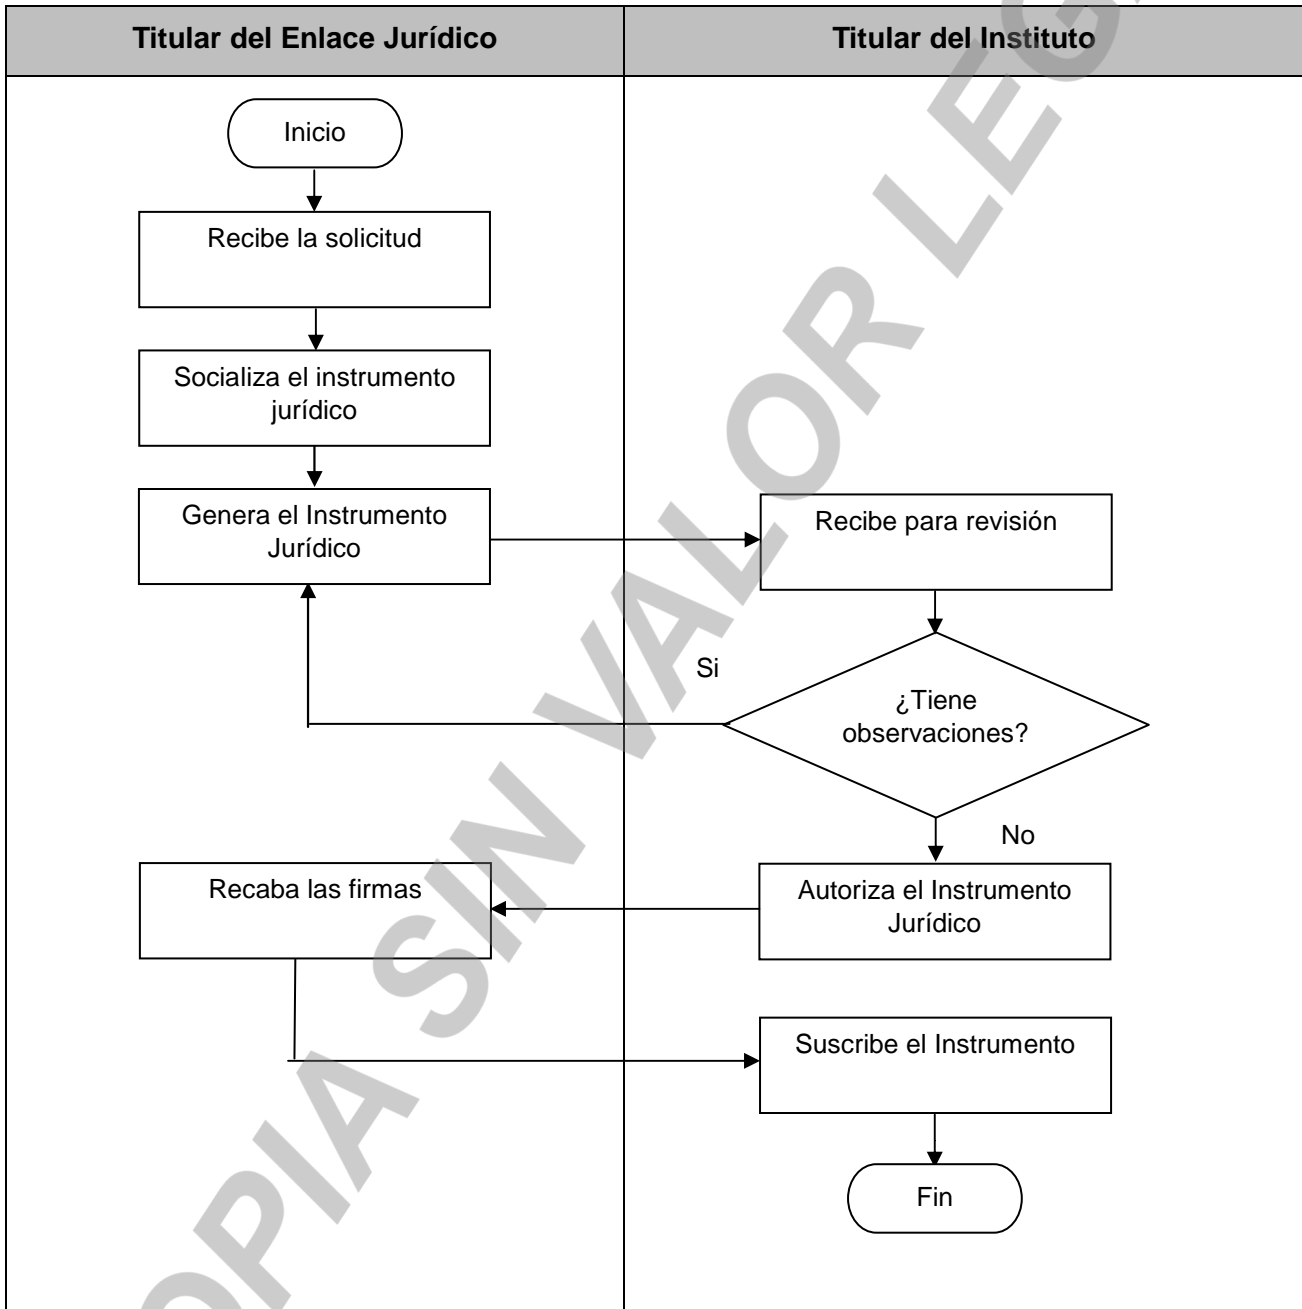 Titular del Enlace Jurídico
Titular del Instituto
Inicio
Recibe la solicitud
Socializa el instrumento
jurídico
Genera el Instrumento
Jurídico
Recibe para revisión
Si
¿Tiene
observaciones?
No
Recaba las firmas
Autoriza el Instrumento
Jurídico
Suscribe el Instrumento
Fin
OPIA SIN VALOR LEG